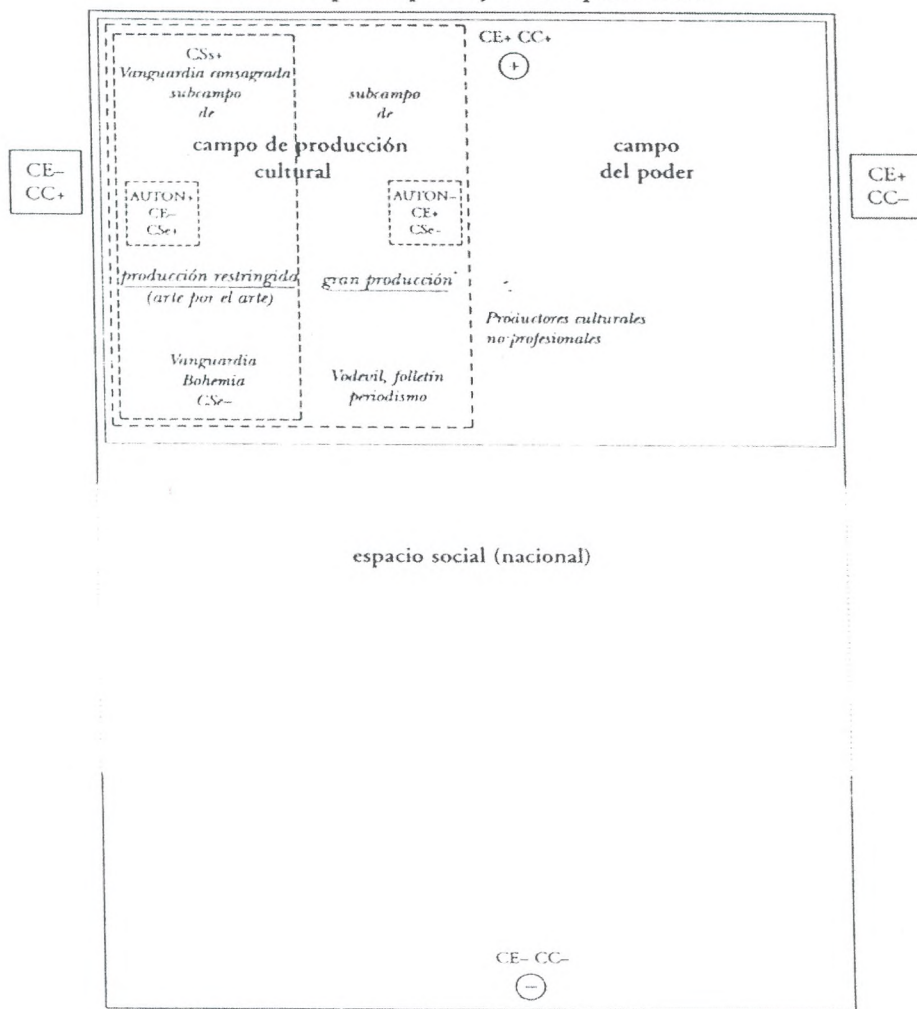 CE+ CC+
+
CSs+
Vanguardia consagrada
subcampo
de
subcampo
de
campo de producción
cultural
campo
del poder
CE–
CC+
CE+
CC–
AUTON+
CE–
CSe+
AUTON–
CE+
CSe–
producción restringida
(arte por el arte)
gran producción
Productores culturales
no-profesionales
Vanguardia
Bohemia
CSe–
Vodevil, folletín
periodismo
espacio social (nacional)
CE– CC–
–